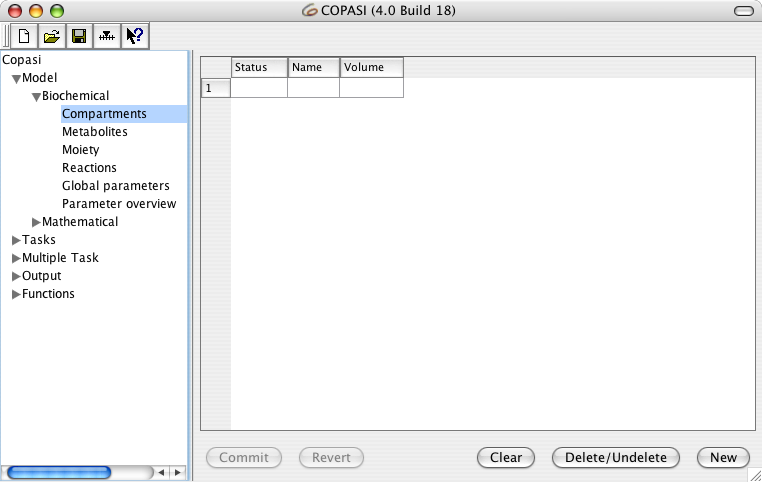 COPASI (4.0 Build 18)
Copasi
Model
Biochemical
Compartments
Metabolites
Moiety
Reactions
Global parameters
Parameter overview
Mathematical
Tasks
Multiple Task
Output
Functions
Status Name Volume
1
Commit Revert Clear Delete/Undelete New